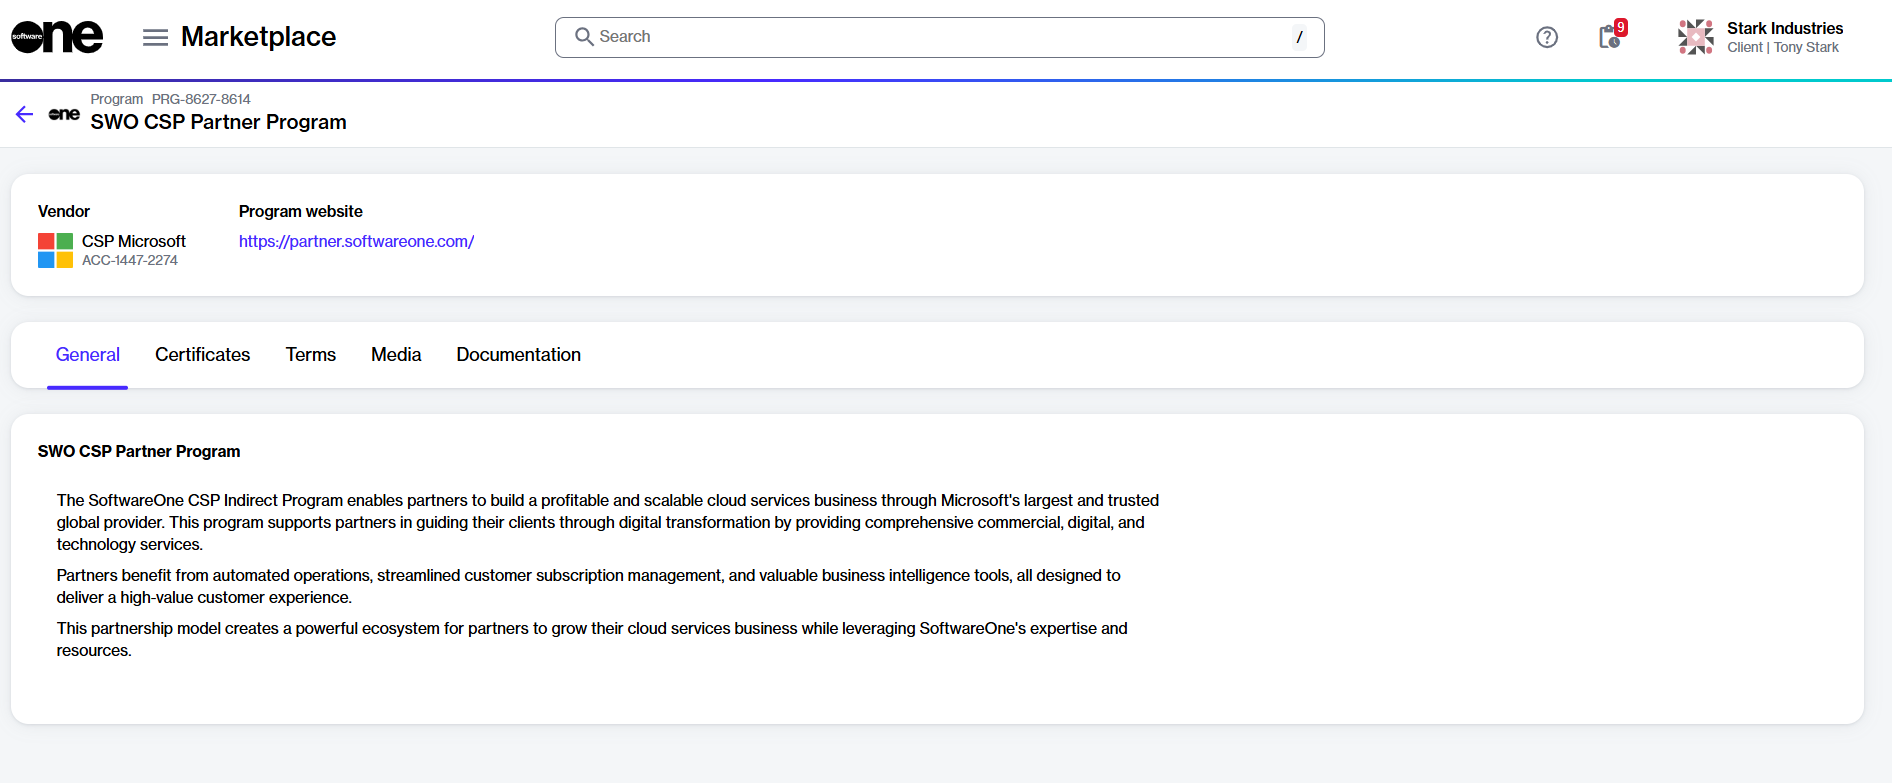 software one
Marketplace
Search
/
9
Stark Industries
Client | Tony Stark
one
Program PRG-8627-8614
SWO CSP Partner Program
Vendor
Program website
CSP Microsoft
https://partner.softwareone.com/
ACC-1447-2274
General
Certificates
Terms
Media
Documentation
SWO CSP Partner Program
The SoftwareOne CSP Indirect Program enables partners to build a profitable and scalable cloud services business through Microsoft's largest and trusted
global provider. This program supports partners in guiding their clients through digital transformation by providing comprehensive commercial, digital, and
technology services.
Partners benefit from automated operations, streamlined customer subscription management, and valuable business intelligence tools, all designed to
deliver a high-value customer experience.
This partnership model creates a powerful ecosystem for partners to grow their cloud services business while leveraging SoftwareOne's expertise and
resources.